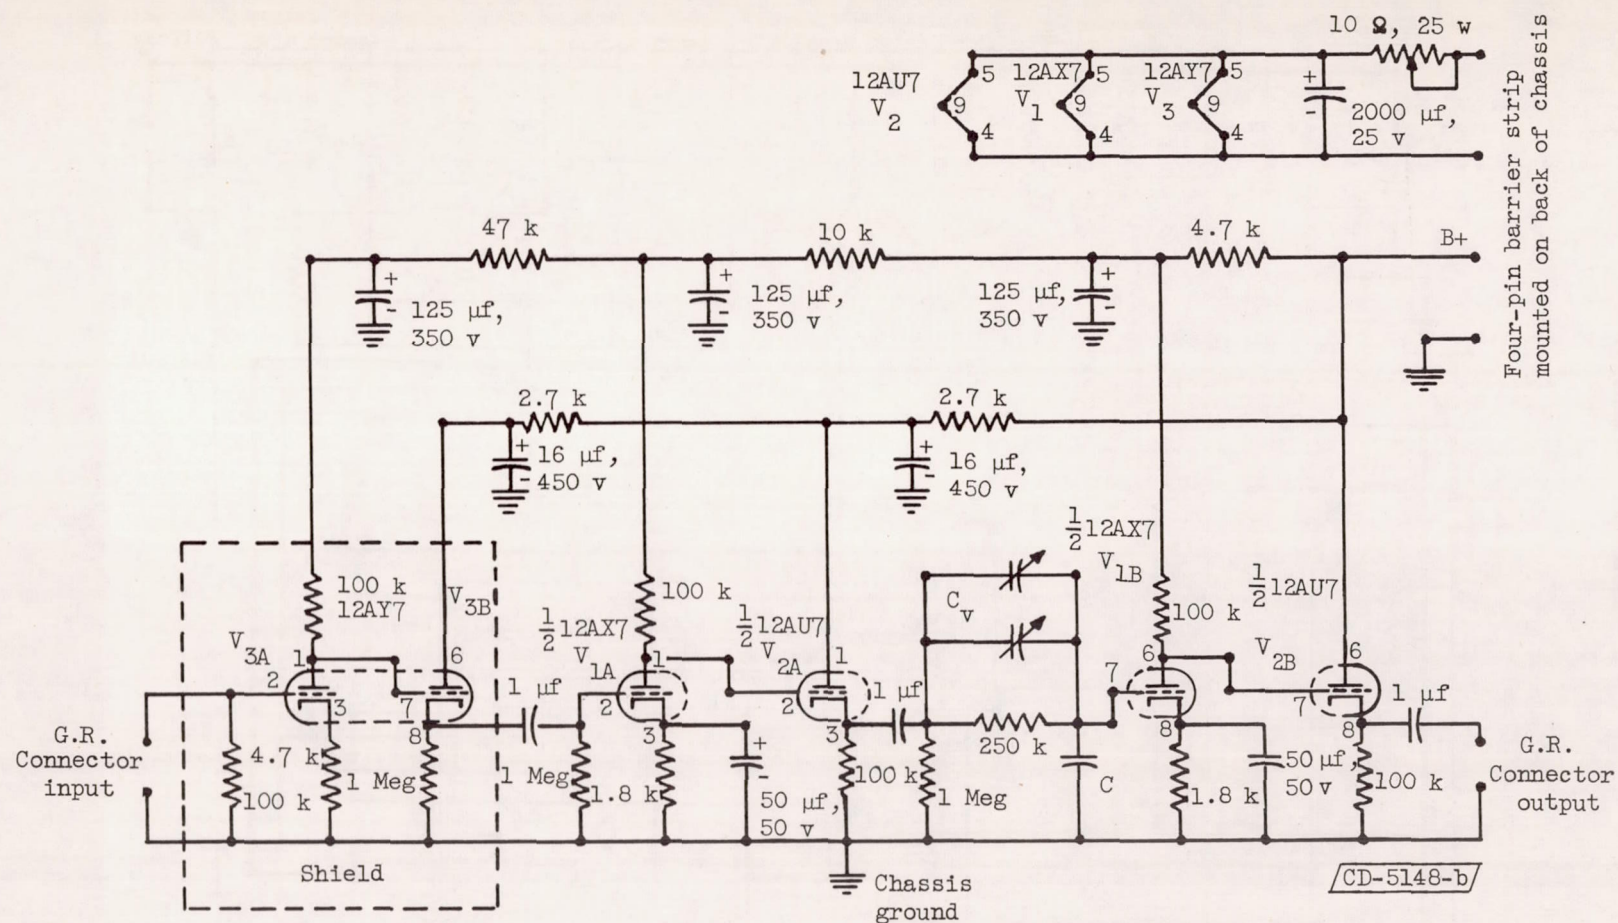 10 Ω, 25 w
12AU7
V2
5
9
4
12AX7
V1
5
9
4
12AY7
V3
5
9
4
+
-
2000 μf,
25 v
Four-pin barrier strip
mounted on back of chassis
47 k
10 k
4.7 k
B+
+
-
125 μf,
350 v
+
-
125 μf,
350 v
125 μf,
350 v
+
-
2.7 k
2.7 k
+
-
16 μf,
450 v
+
-
16 μf,
450 v
100 k
12AY7
V3B
V3A
1
2
3
6
7
8
100 k
1/2 12AX7
V1A
1
2
3
1/2 12AU7
V2A
1
2
3
Cv
1/2 12AX7
V1B
100 k
6
7
8
1/2 12AU7
V2B
6
7
8
1 μf
1 μf
1 μf
G.R.
Connector
input
4.7 k
100 k
1 Meg
1 Meg
1.8 k
+
-
50 μf,
50 v
100 k
1 Meg
250 k
C
1.8 k
50 μf,
50 v
100 k
G.R.
Connector
output
Shield
Chassis
ground
CD-5148-b